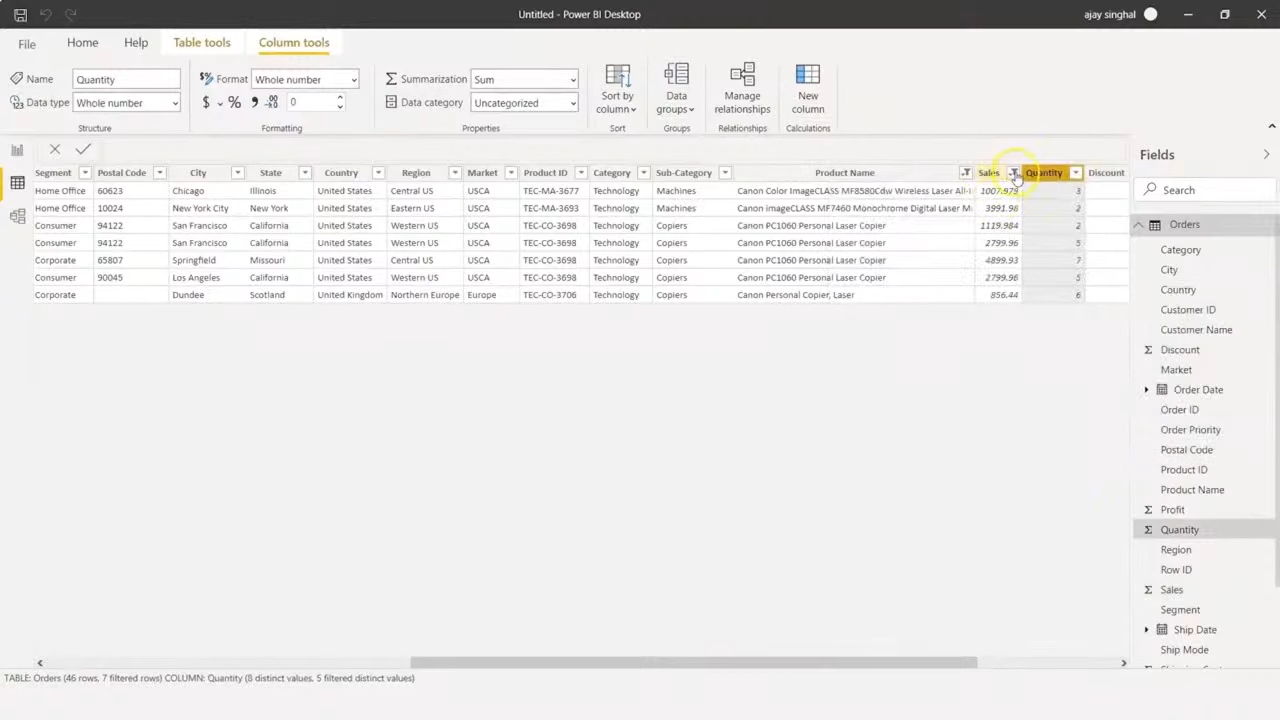 Untitled - Power BI Desktop
ajay singhal
File Home Help Table tools Column tools
Name Quantity
Data type Whole number
Structure
Format Whole number
$ % 0
Formatting
Summarization Sum
Data category Uncategorized
Properties
Sort by column
Sort
Data groups
Groups
Manage relationships
Relationships
New column
Calculations
Segment Postal Code City State Country Region Market Product ID Category Sub-Category Product Name Sales Quantity Discount
Home Office 60623 Chicago Illinois United States Central US USCA TEC-MA-3677 Technology Machines Canon Color ImageCLASS MF8580Cdw Wireless Laser All-I 1007.979 3
Home Office 10024 New York City New York United States Eastern US USCA TEC-MA-3693 Technology Machines Canon imageCLASS MF7460 Monochrome Digital Laser M 3991.98 2
Consumer 94122 San Francisco California United States Western US USCA TEC-CO-3698 Technology Copiers Canon PC1060 Personal Laser Copier 1119.984 2
Consumer 94122 San Francisco California United States Western US USCA TEC-CO-3698 Technology Copiers Canon PC1060 Personal Laser Copier 2799.96 5
Corporate 65807 Springfield Missouri United States Central US USCA TEC-CO-3698 Technology Copiers Canon PC1060 Personal Laser Copier 4899.93 7
Consumer 90045 Los Angeles California United States Western US USCA TEC-CO-3698 Technology Copiers Canon PC1060 Personal Laser Copier 2799.96 5
Corporate Dundee Scotland United Kingdom Northern Europe Europe TEC-CO-3706 Technology Copiers Canon Personal Copier, Laser 856.44 6
Fields
Search
Orders
Category
City
Country
Customer ID
Customer Name
Discount
Market
Order Date
Order ID
Order Priority
Postal Code
Product ID
Product Name
Profit
Quantity
Region
Row ID
Sales
Segment
Ship Date
Ship Mode
TABLE: Orders (46 rows, 7 filtered rows) COLUMN: Quantity (8 distinct values, 5 filtered distinct values)